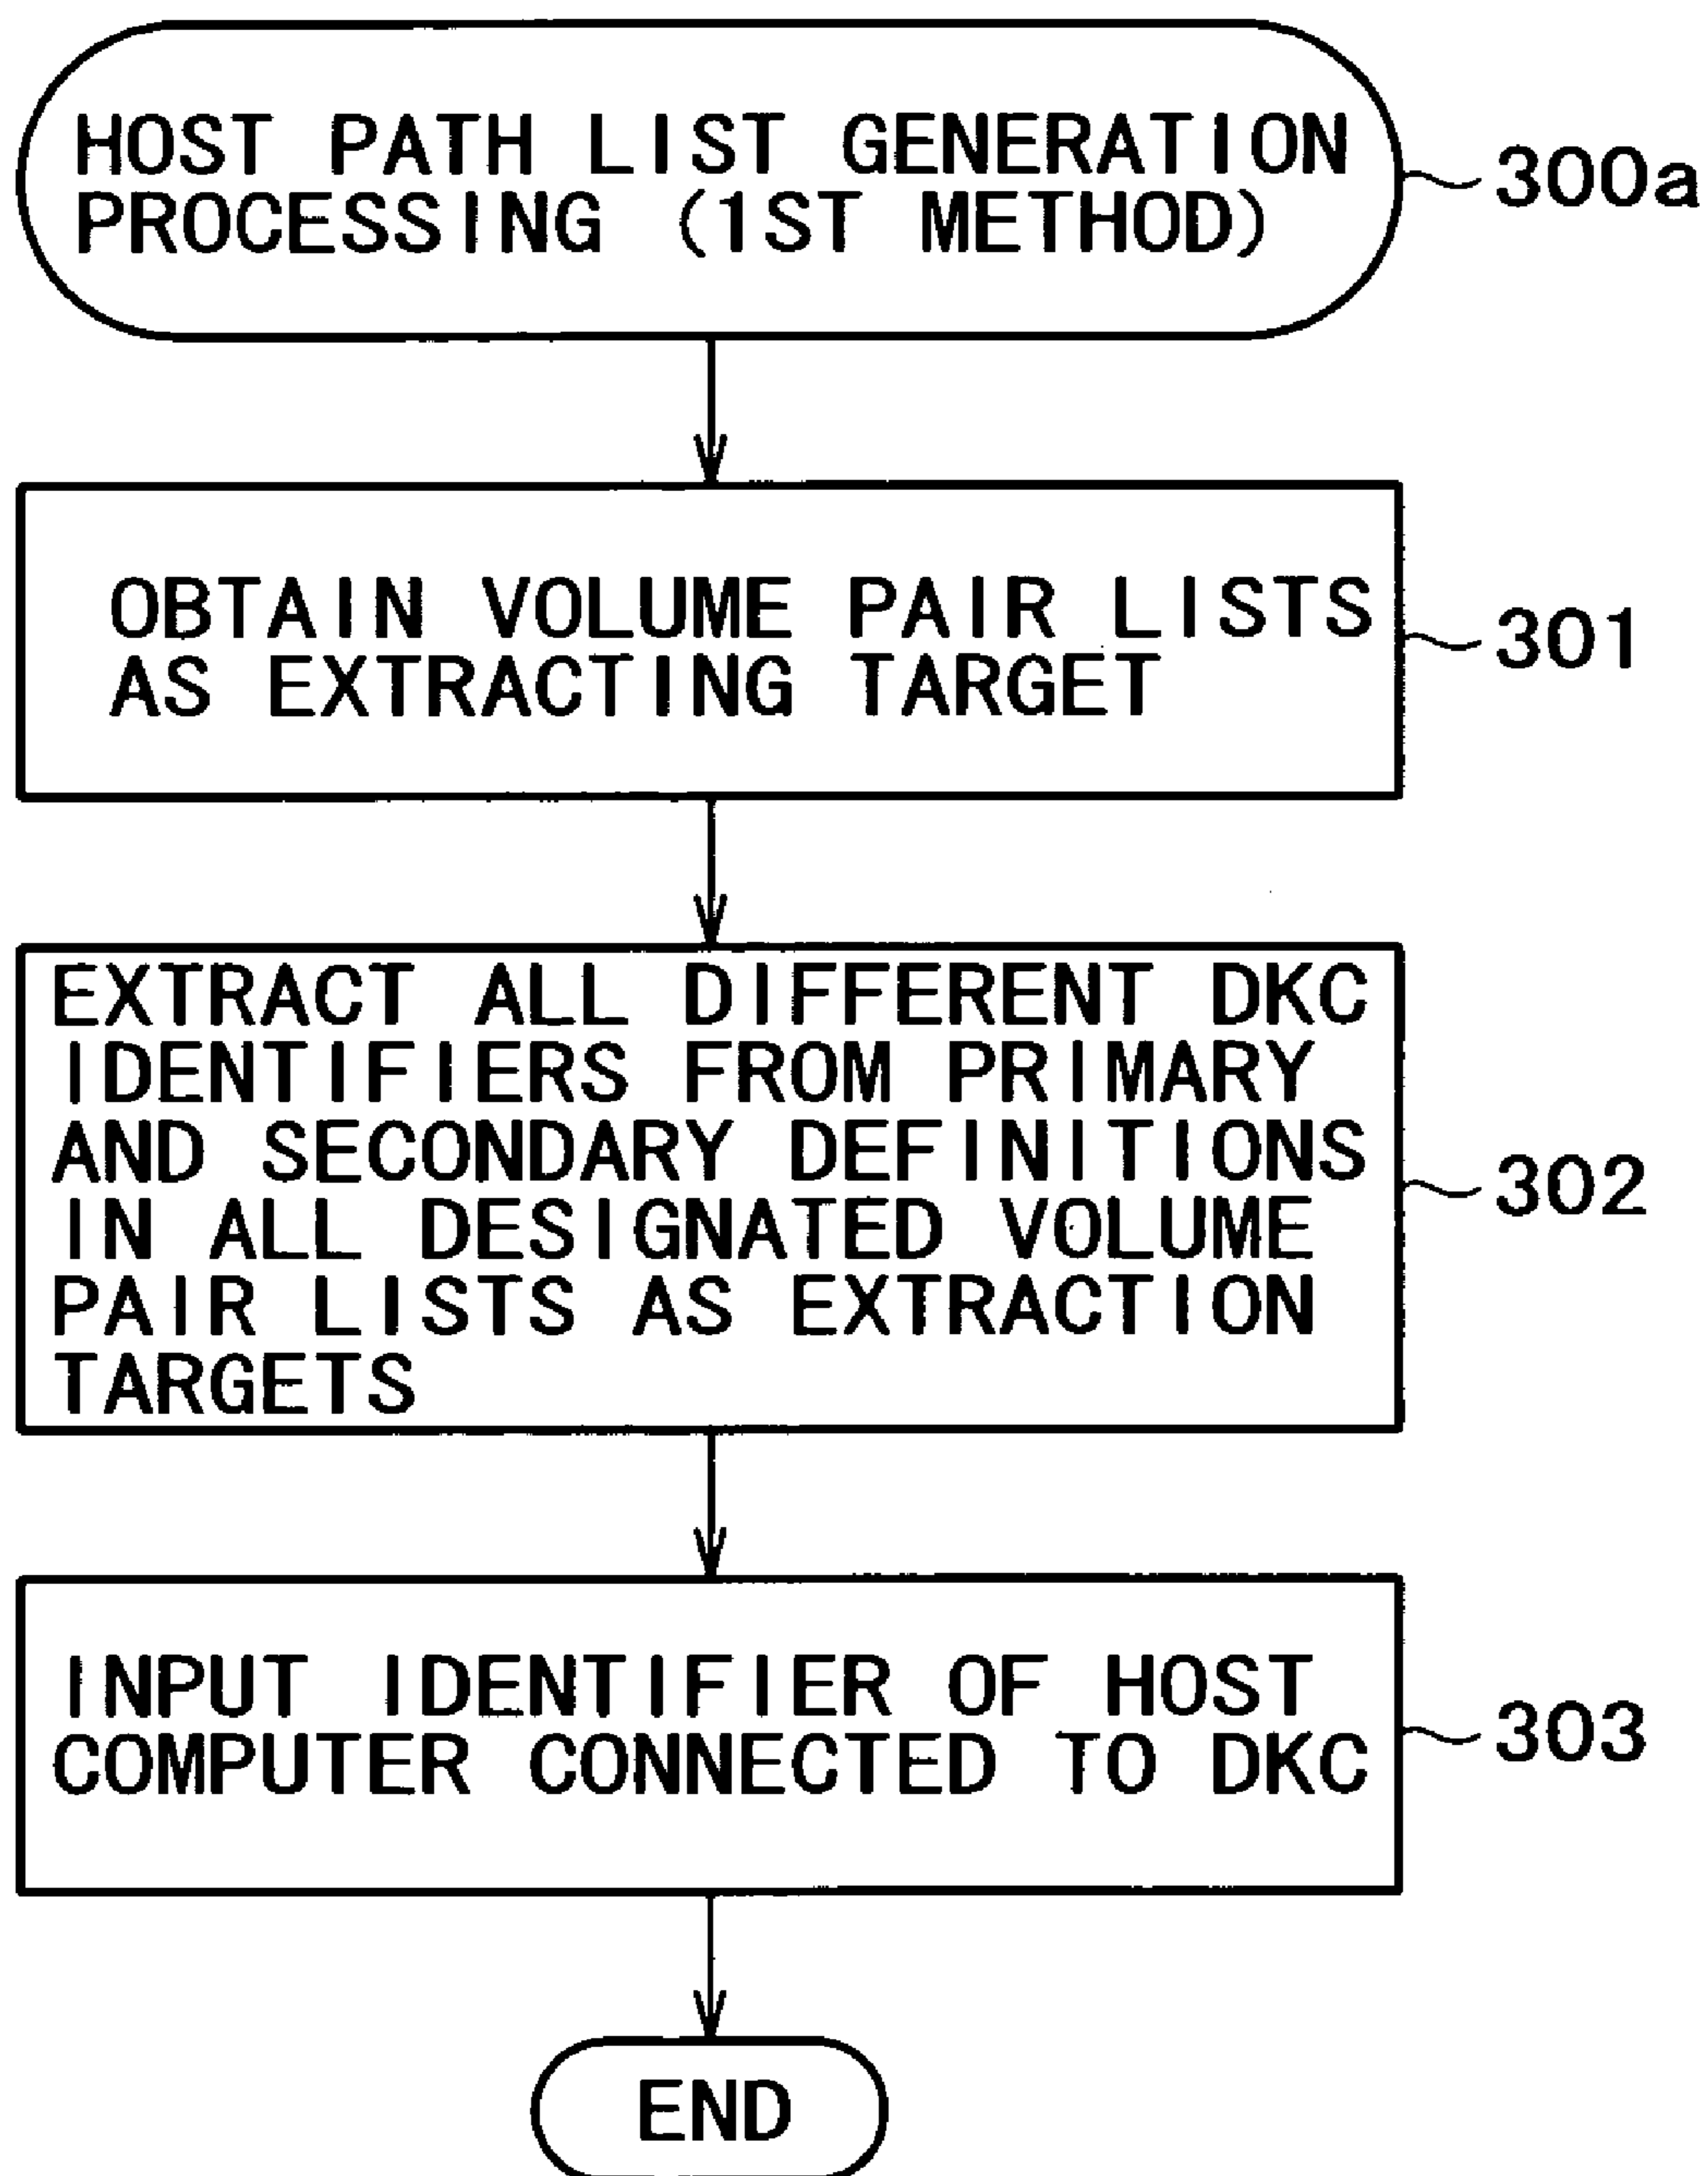 HOST PATH LIST GENERATION
PROCESSING (1ST METHOD)
300a
OBTAIN VOLUME PAIR LISTS
AS EXTRACTING TARGET
301
EXTRACT ALL DIFFERENT DKC
IDENTIFIERS FROM PRIMARY
AND SECONDARY DEFINITIONS
IN ALL DESIGNATED VOLUME
PAIR LISTS AS EXTRACTION
TARGETS
302
INPUT IDENTIFIER OF HOST
COMPUTER CONNECTED TO DKC
303
END